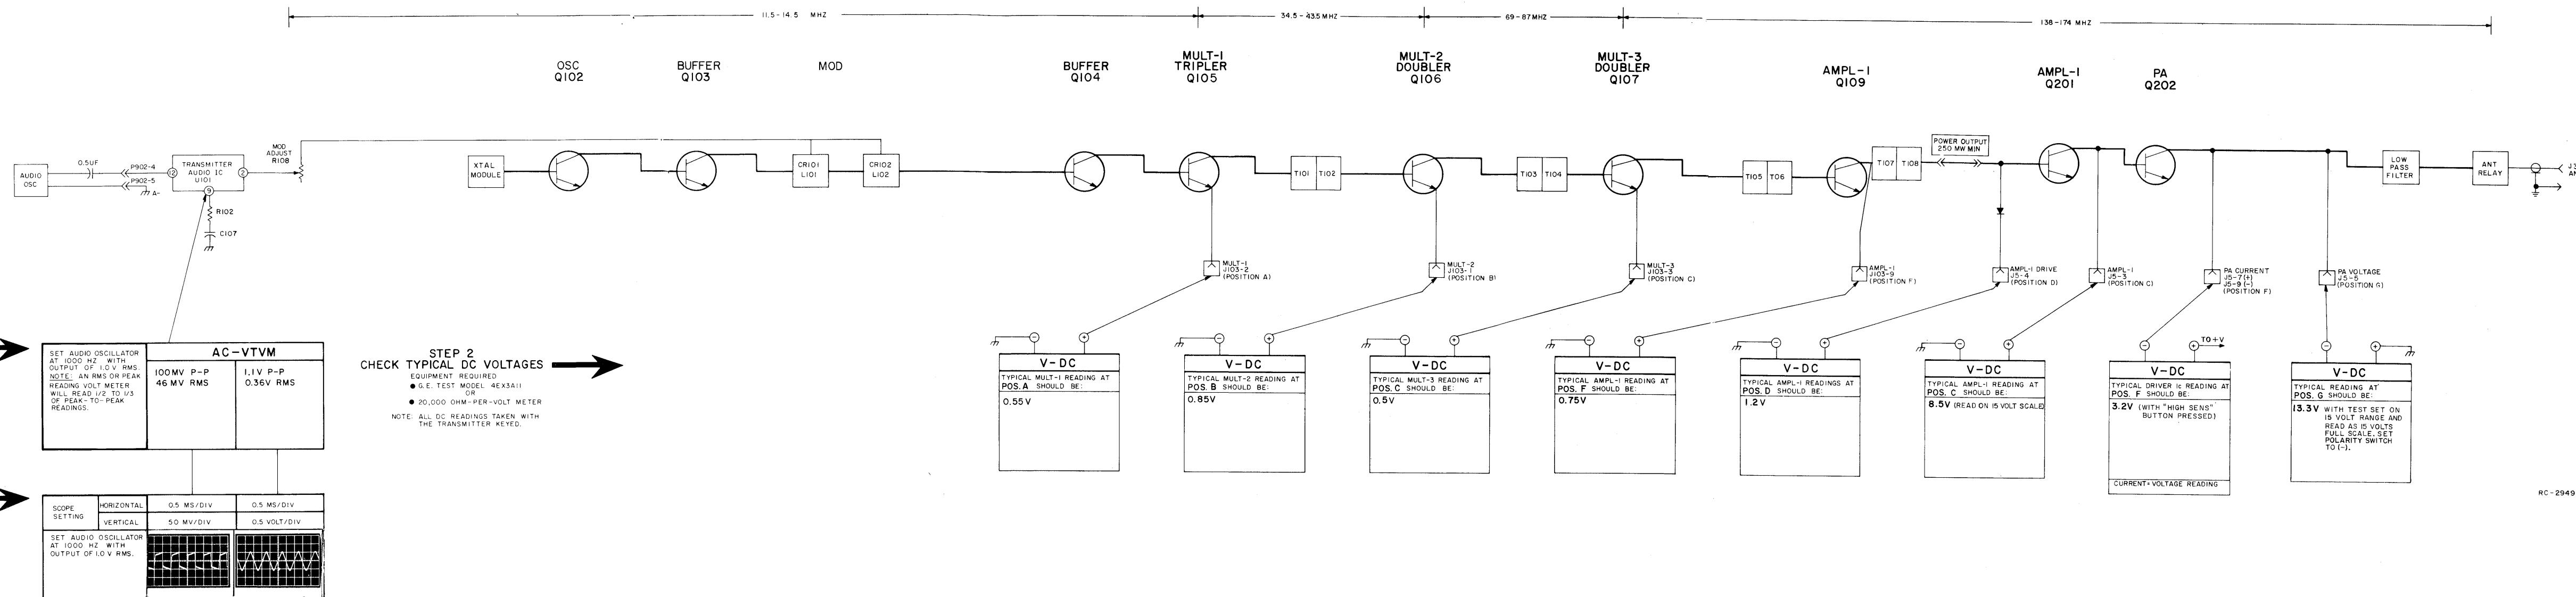 11.5-14.5 MHZ
34.5-43.5 MHZ
69-87 MHZ
138-174 MHZ
OSC
Q102
BUFFER
Q103
MOD
BUFFER
Q104
MULT-1
TRIPLER
Q105
MULT-2
DOUBLER
Q106
MULT-3
DOUBLER
Q107
AMPL-1
Q109
AMPL-1
Q201
PA
Q202
AUDIO
OSC
0.5UF
P902-4
P902-5
A-
12
TRANSMITTER
AUDIO IC
U101
2
9
R102
C107
MOD
ADJUST
R108
XTAL
MODULE
CR101
L101
CR102
L102
T101 T102
T103 T104
T105 T06
T107 T108
POWER OUTPUT
250 MW MIN
LOW
PASS
FILTER
ANT
RELAY
MULT-1
J103-2
(POSITION A)
MULT-2
J103-1
(POSITION B)
MULT-3
J103-3
(POSITION C)
AMPL-1
J103-9
(POSITION F)
AMPL-1 DRIVE
J5-4
(POSITION D)
AMPL-1
J5-3
(POSITION C)
PA CURRENT
J5-7(+)
J5-9(-)
(POSITION F)
PA VOLTAGE
J5-5
(POSITION G)
SET AUDIO OSCILLATOR
AT 1000 HZ WITH
OUTPUT OF 1.0 V RMS.
NOTE: AN RMS OR PEAK
READING VOLT METER
WILL READ 1/2 TO 1/3
OF PEAK-TO-PEAK
READINGS.
AC-VTVM
100MV P-P
46 MV RMS
1.1V P-P
0.36V RMS
STEP 2
CHECK TYPICAL DC VOLTAGES
EQUIPMENT REQUIRED
● G.E. TEST MODEL 4EX3A11
OR
● 20,000 OHM-PER-VOLT METER
NOTE: ALL DC READINGS TAKEN WITH
THE TRANSMITTER KEYED.
V-DC
TYPICAL MULT-1 READING AT
POS. A SHOULD BE:
0.55V
V-DC
TYPICAL MULT-2 READING AT
POS. B SHOULD BE:
0.85V
V-DC
TYPICAL MULT-3 READING AT
POS. C SHOULD BE:
0.5V
V-DC
TYPICAL AMPL-1 READING AT
POS. F SHOULD BE:
0.75V
V-DC
TYPICAL AMPL-1 READINGS AT
POS. D SHOULD BE:
1.2V
V-DC
TYPICAL AMPL-1 READING AT
POS. C SHOULD BE:
8.5V (READ ON 15 VOLT SCALE)
TO +V
V-DC
TYPICAL DRIVER Ic READING AT
POS. F SHOULD BE:
3.2V (WITH "HIGH SENS"
BUTTON PRESSED)
CURRENT+VOLTAGE READING
V-DC
TYPICAL READING AT
POS. G SHOULD BE:
13.3V WITH TEST SET ON
15 VOLT RANGE AND
READ AS 15 VOLTS
FULL SCALE. SET
POLARITY SWITCH
TO (-).
RC-2949
SCOPE
SETTING
HORIZONTAL
0.5 MS/DIV
0.5 MS/DIV
VERTICAL
50 MV/DIV
0.5 VOLT/DIV
SET AUDIO OSCILLATOR
AT 1000 HZ WITH
OUTPUT OF 1.0 V RMS.